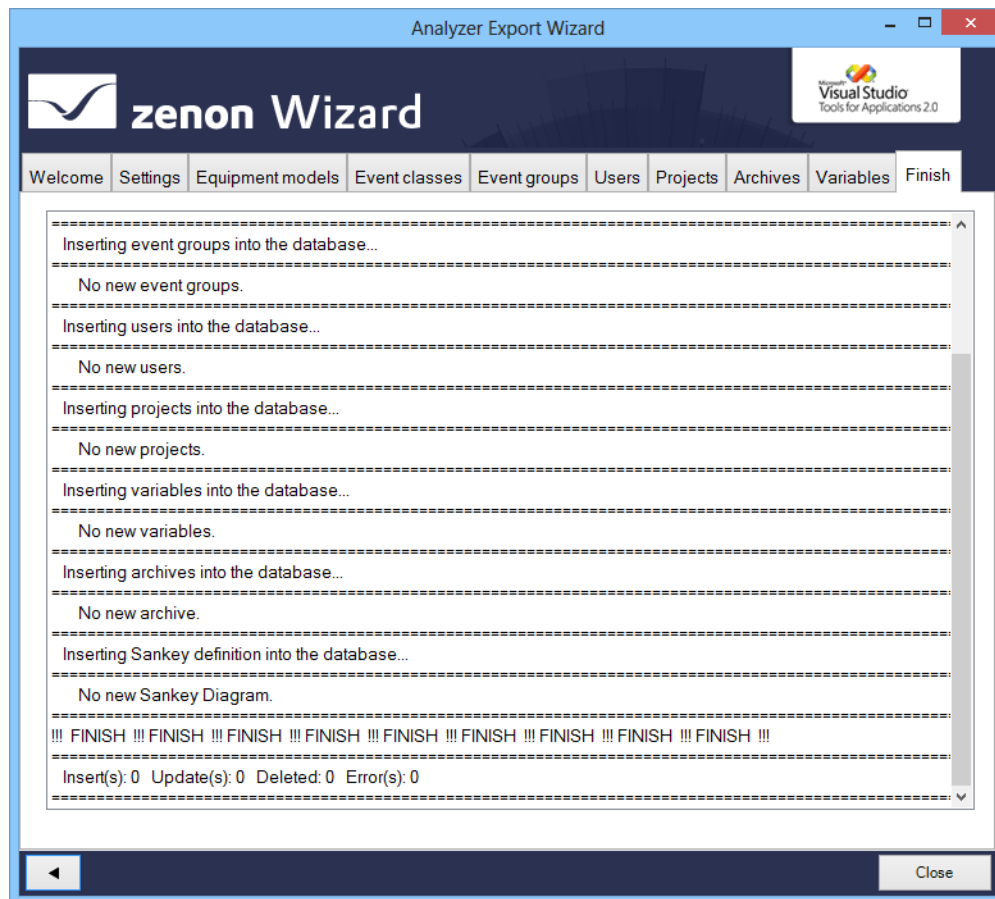 Analyzer Export Wizard
zenon Wizard
Microsoft
Visual Studio
Tools for Applications 2.0
Welcome Settings Equipment models Event classes Event groups Users Projects Archives Variables Finish
Inserting event groups into the database...
No new event groups.
Inserting users into the database...
No new users.
Inserting projects into the database...
No new projects.
Inserting variables into the database...
No new variables.
Inserting archives into the database...
No new archive.
Inserting Sankey definition into the database...
No new Sankey Diagram.
!!! FINISH !!! FINISH !!! FINISH !!! FINISH !!! FINISH !!! FINISH !!! FINISH !!! FINISH !!! FINISH !!!
Insert(s): 0 Update(s): 0 Deleted: 0 Error(s): 0
Close